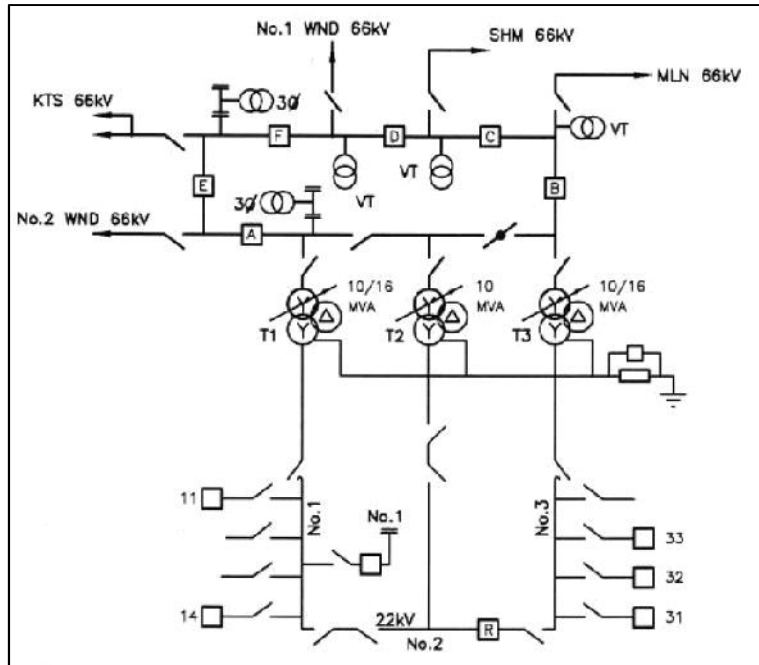 No.1 WND 66kV
SHM 66kV
MLN 66kV
KTS 66kV
3Ø
F
D
C
VT
VT
VT
E
B
3Ø
No.2 WND 66kV
A
10/16 MVA
10 MVA
10/16 MVA
Y
Δ
Y
Y
Δ
Y
Y
Δ
Y
T1
T2
T3
11
No.1
No.1
No.3
33
32
14
22kV
R
31
No.2